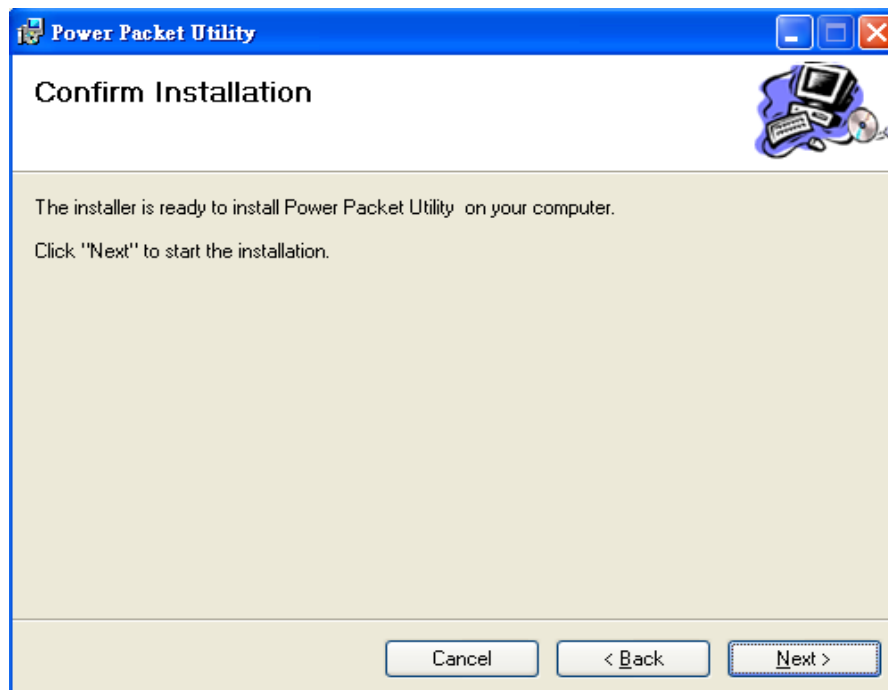 Power Packet Utility
Confirm Installation
The installer is ready to install Power Packet Utility  on your computer.
Click "Next" to start the installation.
Cancel
< Back
Next >